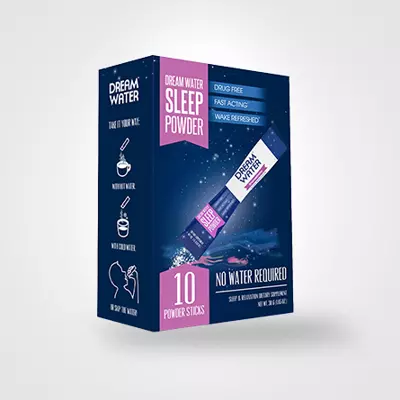 DREAM
WATER
TAKE IT YOUR WAY:
WITH HOT WATER
WITH COLD WATER
OR SKIP THE WATER!
DREAM WATER
SLEEP
POWDER
DRUG FREE
FAST ACTING
WAKE REFRESHED
DREAM
WATER
SLEEP
POWDER
10
POWDER STICKS
NO WATER REQUIRED
SLEEP & RELAXATION DIETARY SUPPLEMENT